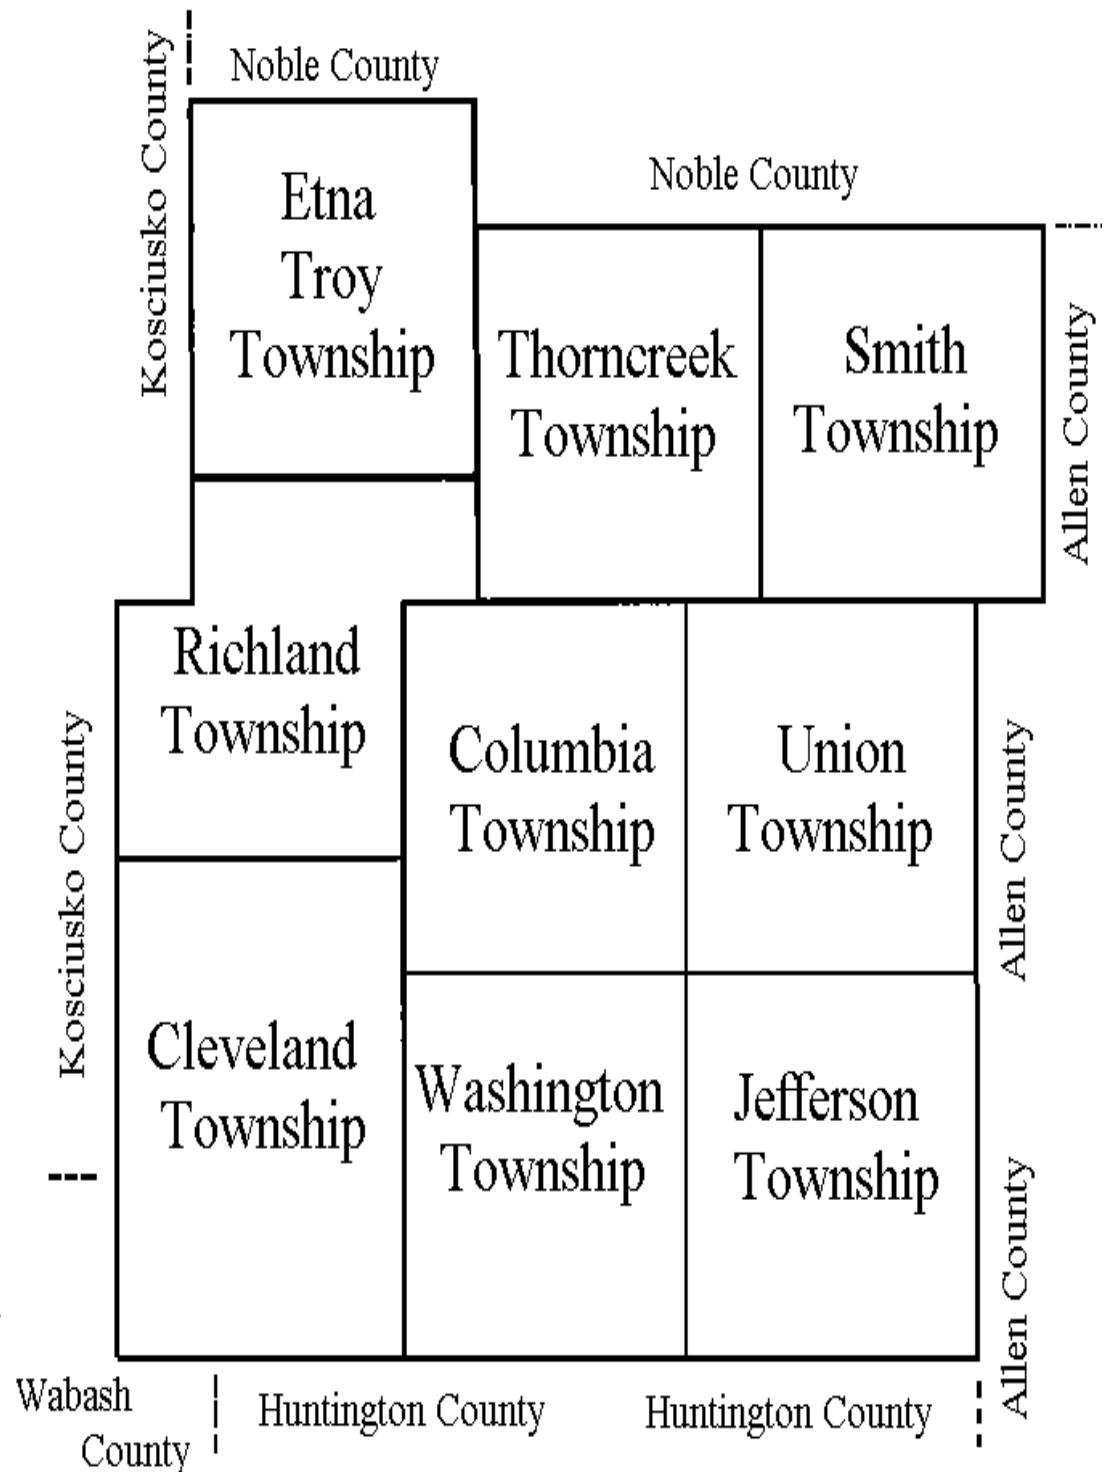 Noble County
Kosciusko County
Etna
Troy
Township
Noble County
Thorncreek
Township
Smith
Township
Allen County
Richland
Township
Columbia
Township
Union
Township
Kosciusko County
Allen County
Cleveland
Township
Washington
Township
Jefferson
Township
Allen County
Wabash
County
Huntington County
Huntington County